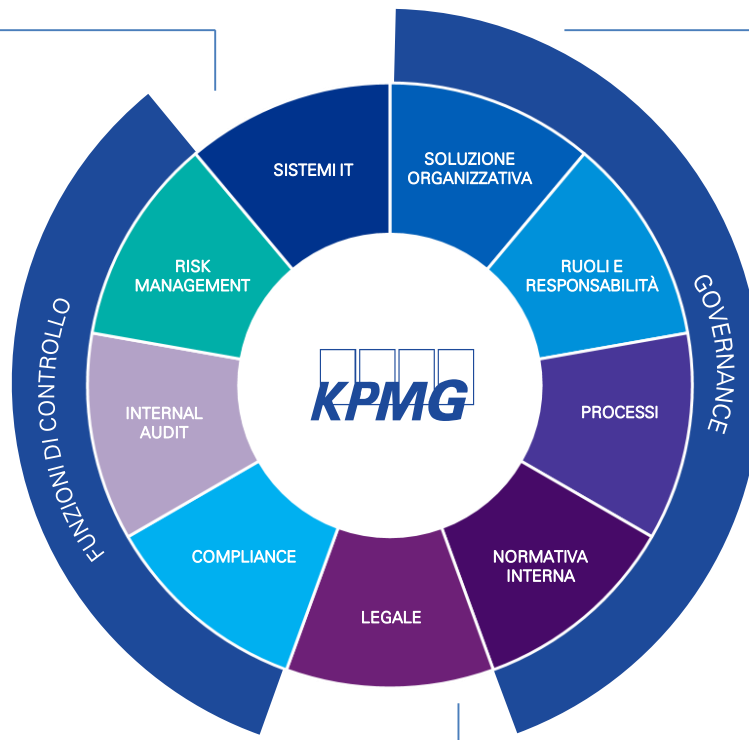 SISTEMI IT
SOLUZIONE
ORGANIZZATIVA
RUOLI E
RESPONSABILITÀ
PROCESSI
NORMATIVA
INTERNA
LEGALE
COMPLIANCE
INTERNAL
AUDIT
RISK
MANAGEMENT
FUNZIONI DI CONTROLLO
GOVERNANCE
KPMG